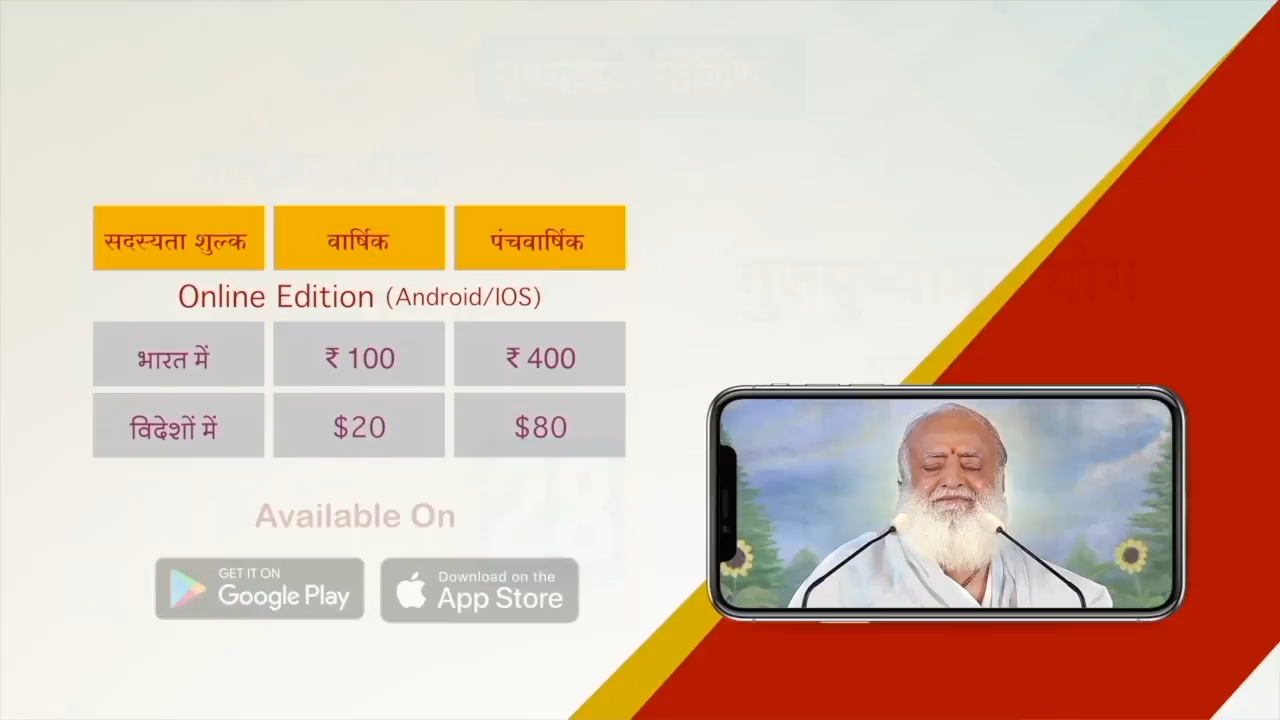 सदस्यता शुल्क वार्षिक पंचवार्षिक
Online Edition (Android/IOS)
भारत में ₹ 100 ₹ 400
विदेशों में $20 $80
Available On
GET IT ON
Google Play
Download on the
App Store
28